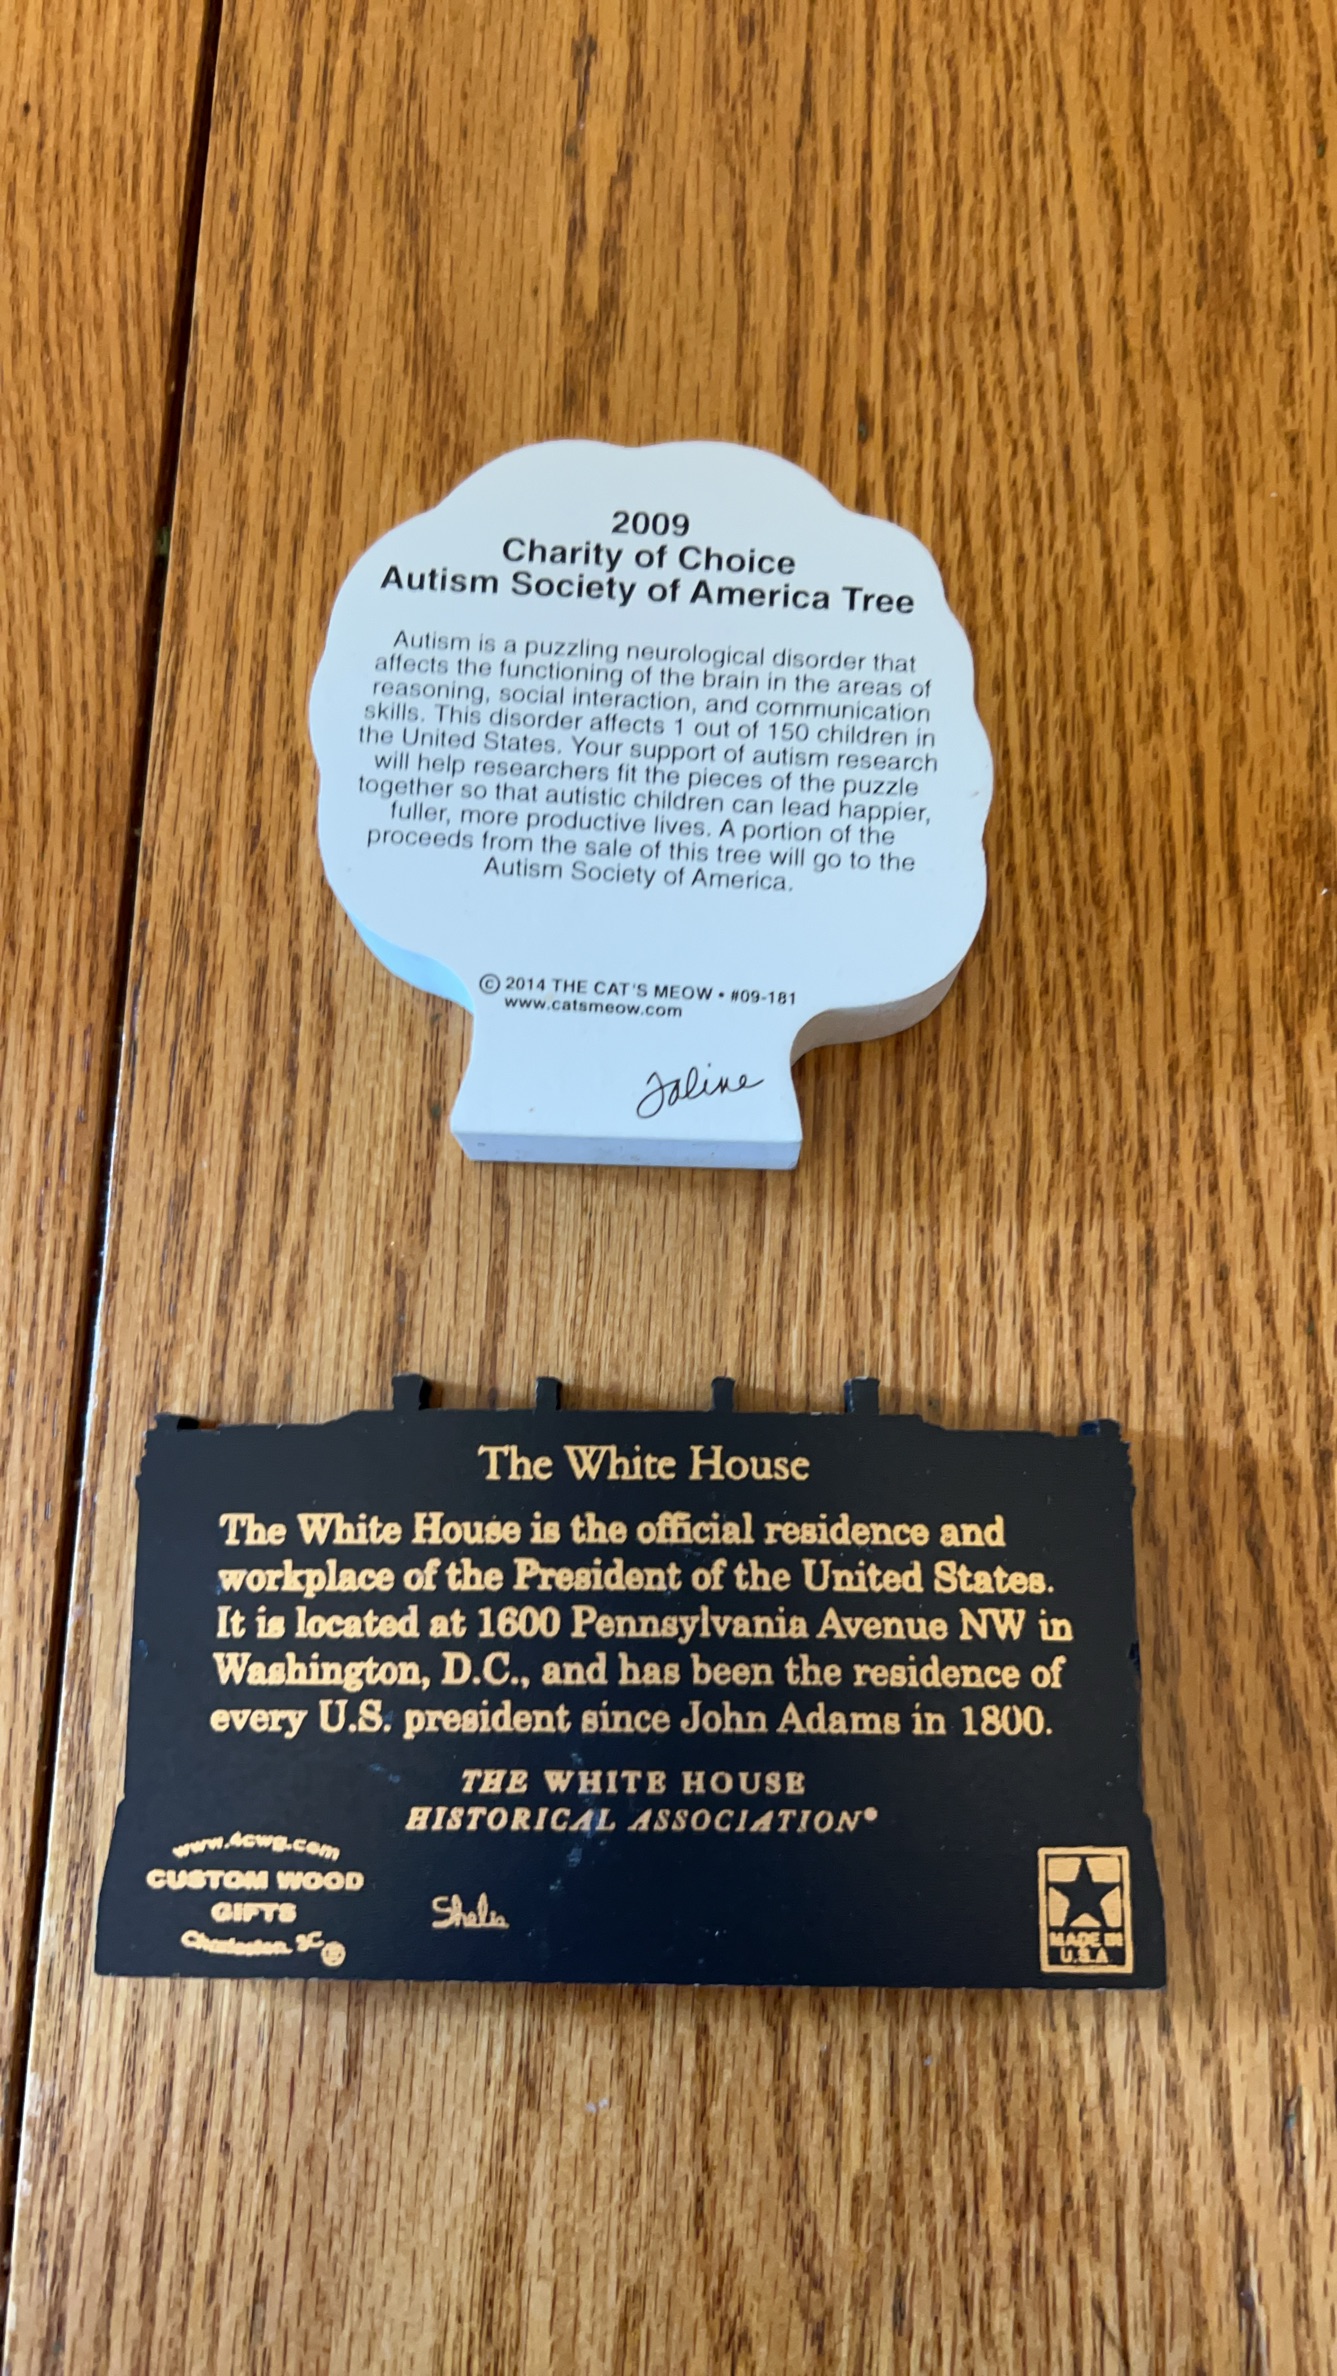 2009
Charity of Choice
Autism Society of America Tree
Autism is a puzzling neurological disorder that
affects the functioning of the brain in the areas of
reasoning, social interaction, and communication
skills. This disorder affects 1 out of 150 children in
the United States. Your support of autism research
will help researchers fit the pieces of the puzzle
together so that autistic children can lead happier,
fuller, more productive lives. A portion of the
proceeds from the sale of this tree will go to the
Autism Society of America.
© 2014 THE CAT'S MEOW • #09-181
www.catsmeow.com
Faline
The White House
The White House is the official residence and
workplace of the President of the United States.
It is located at 1600 Pennsylvania Avenue NW in
Washington, D.C., and has been the residence of
every U.S. president since John Adams in 1800.
THE WHITE HOUSE
HISTORICAL ASSOCIATION®
www.4cwg.com
CUSTOM WOOD
GIFTS
Charleston, SC ®
Shelia
MADE IN
U.S.A